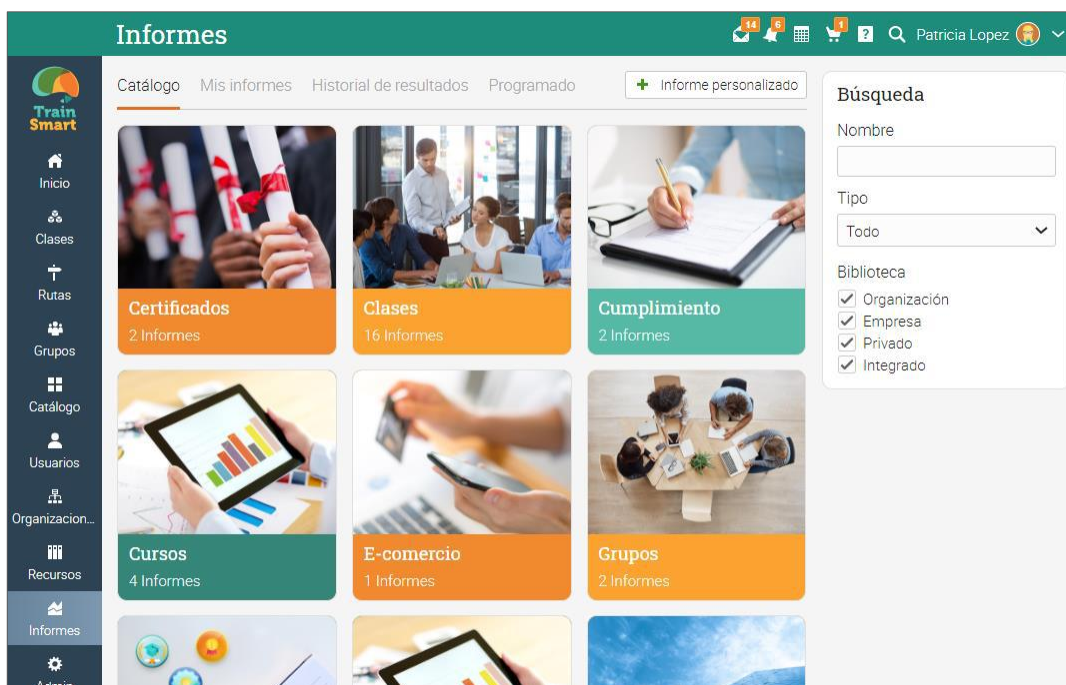 Informes
14
6
1
?
Patricia Lopez
Train
Smart
Inicio
Clases
Rutas
Grupos
Catálogo
Usuarios
Organizacion...
Recursos
Informes
Admin
Catálogo
Mis informes
Historial de resultados
Programado
Informe personalizado
Certificados
2 Informes
Clases
16 Informes
Cumplimiento
2 Informes
Cursos
4 Informes
E-comercio
1 Informes
Grupos
2 Informes
Búsqueda
Nombre
Tipo
Todo
Biblioteca
Organización
Empresa
Privado
Integrado